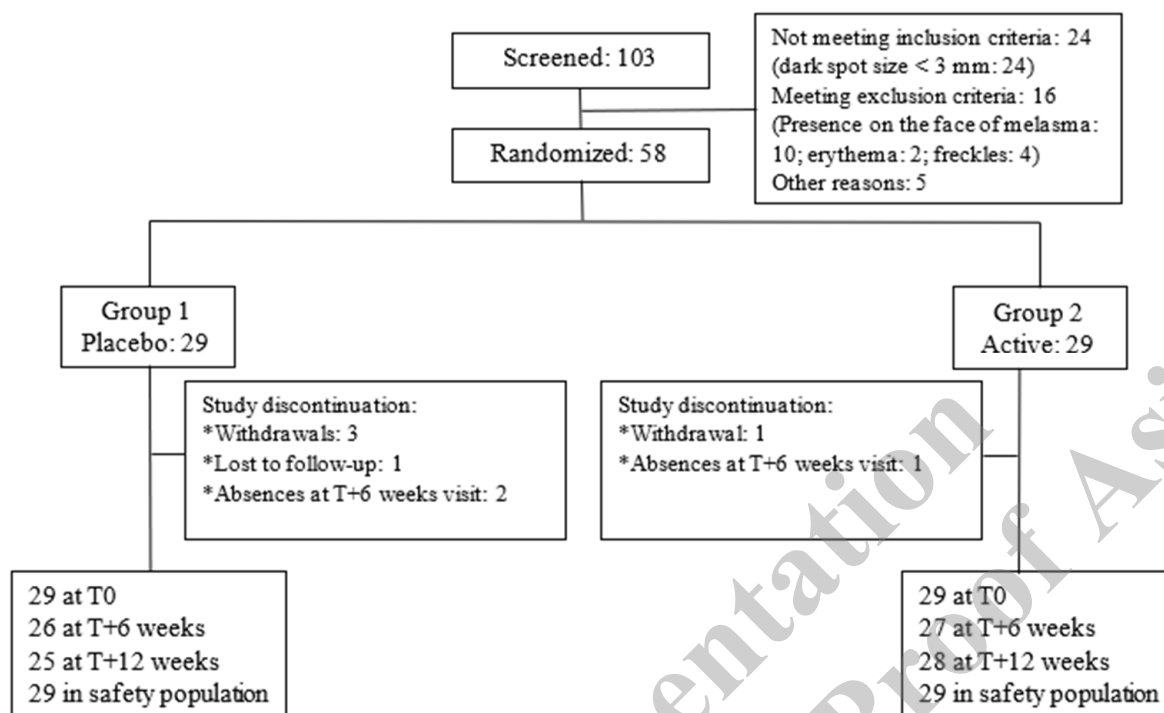 Screened: 103
Not meeting inclusion criteria: 24
(dark spot size < 3 mm: 24)
Meeting exclusion criteria: 16
(Presence on the face of melasma:
10; erythema: 2; freckles: 4)
Other reasons: 5
Randomized: 58
Group 1
Placebo: 29
Group 2
Active: 29
Study discontinuation:
*Withdrawals: 3
*Lost to follow-up: 1
*Absences at T+6 weeks visit: 2
Study discontinuation:
*Withdrawal: 1
*Absences at T+6 weeks visit: 1
29 at T0
26 at T+6 weeks
25 at T+12 weeks
29 in safety population
29 at T0
27 at T+6 weeks
28 at T+12 weeks
29 in safety population
Proof